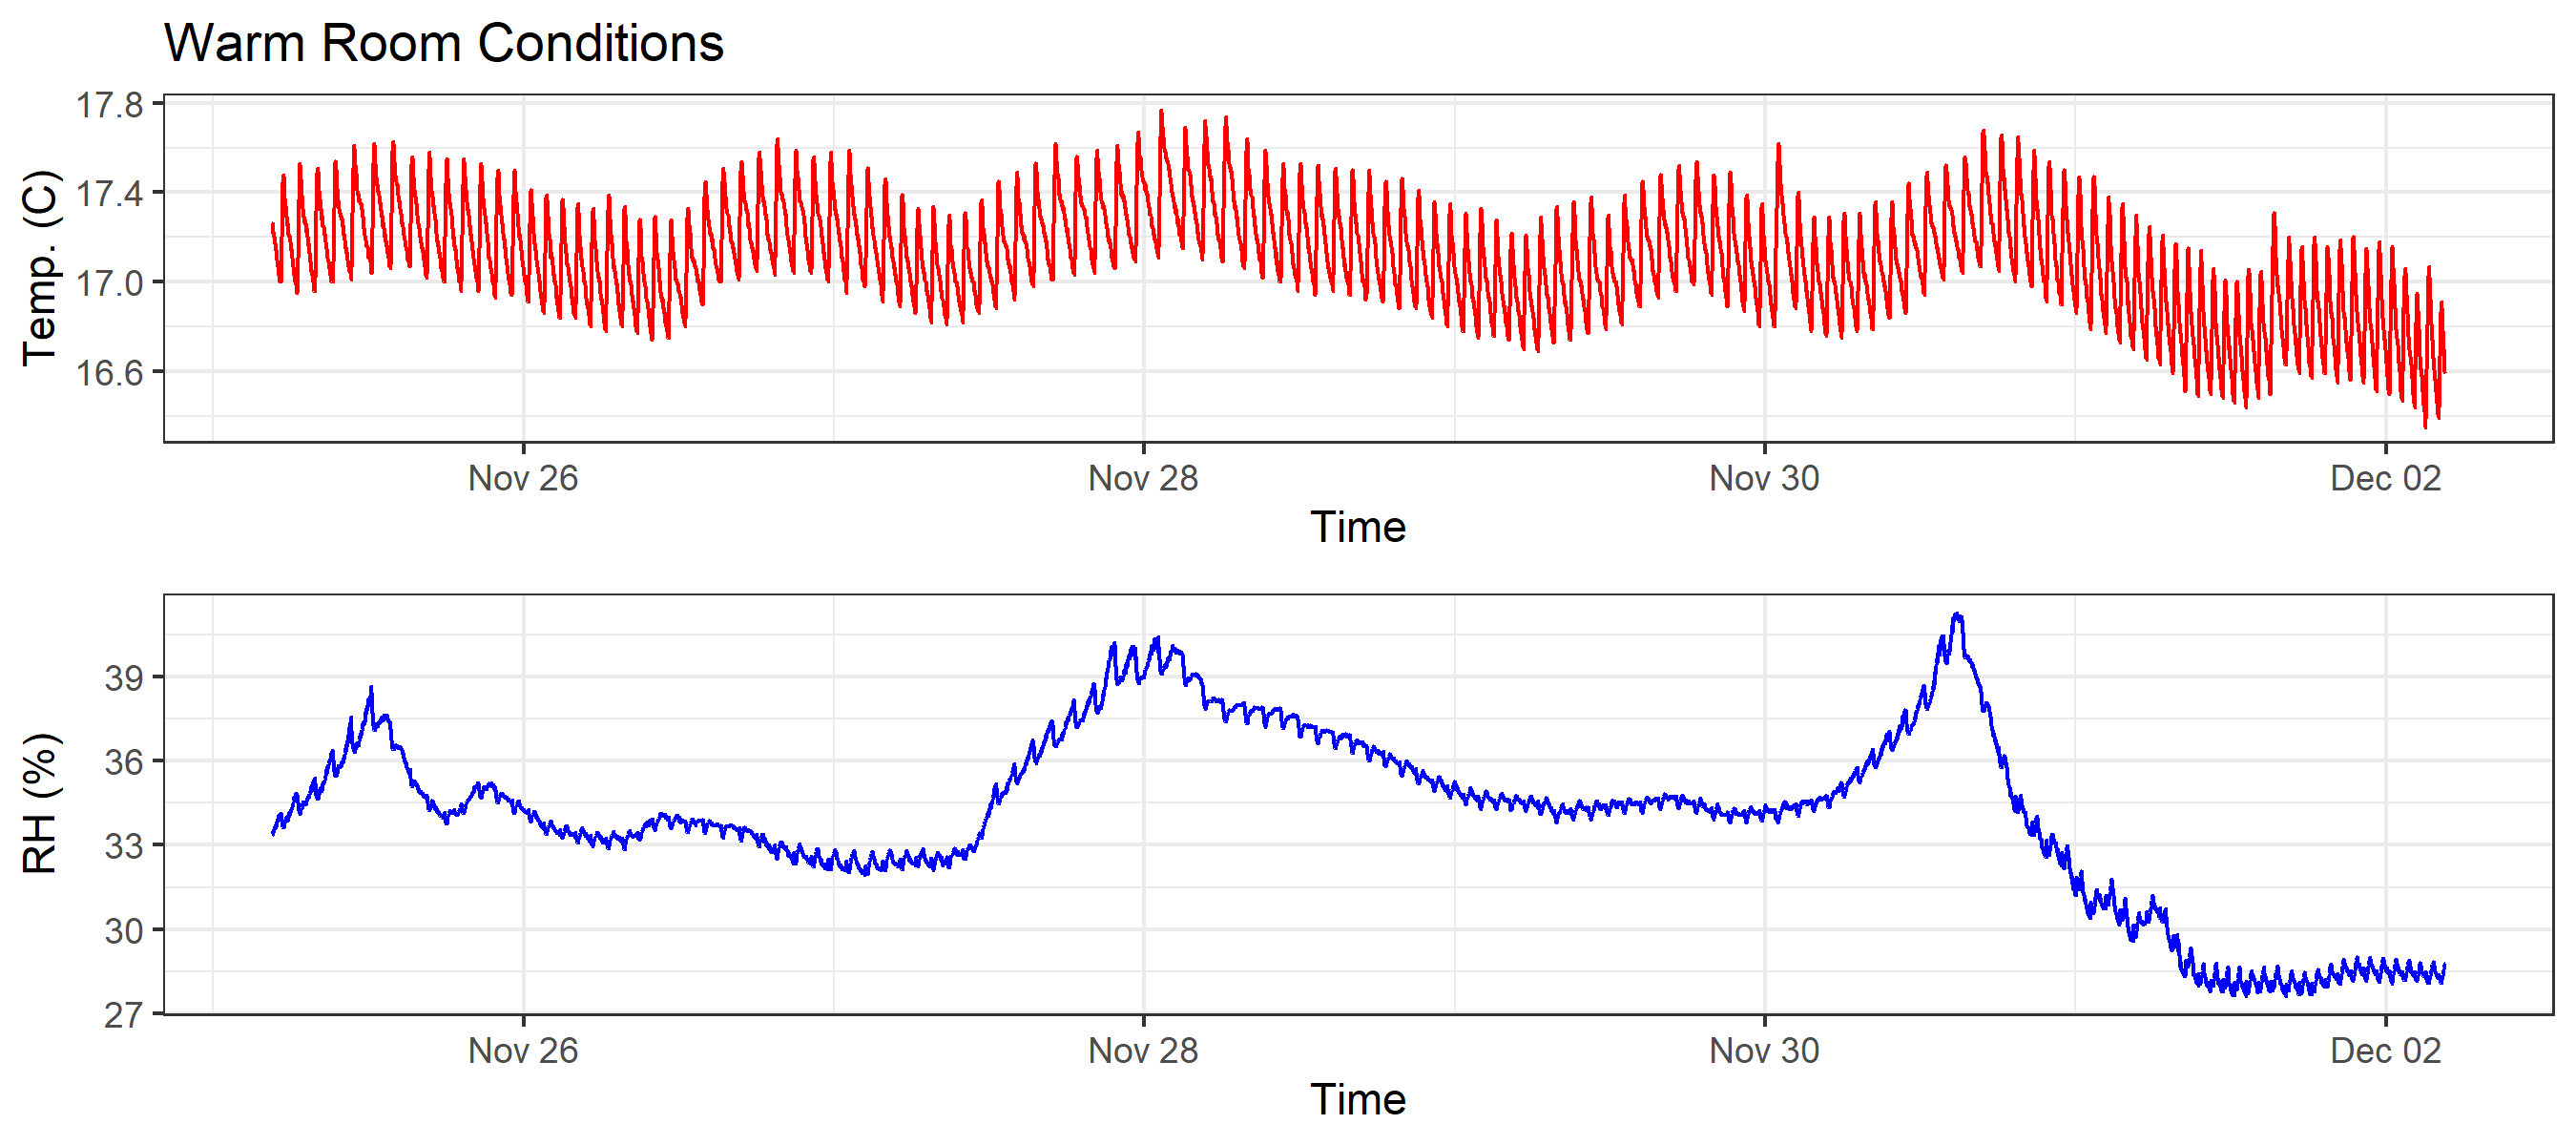 Warm Room Conditions
17.8
17.4
17.0
16.6
Temp. (C)
Nov 26 Nov 28 Nov 30 Dec 02
Time
39
36
33
30
27
RH (%)
Nov 26 Nov 28 Nov 30 Dec 02
Time